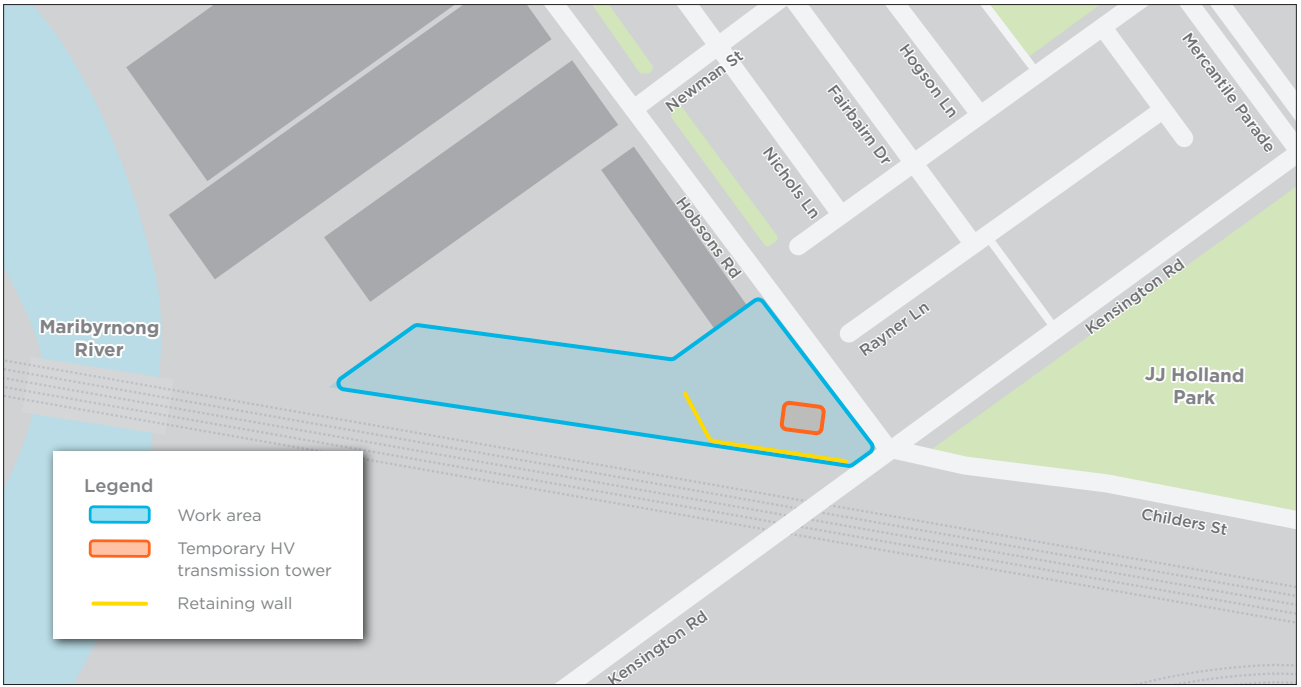 Newman St
Hogson Ln
Mercantile Parade
Fairbairn Dr
Nichols Ln
Hobsons Rd
Kensington Rd
Rayner Ln
Maribyrnong
River
JJ Holland
Park
Childers St
Kensington Rd
Legend
Work area
Temporary HV
transmission tower
Retaining wall